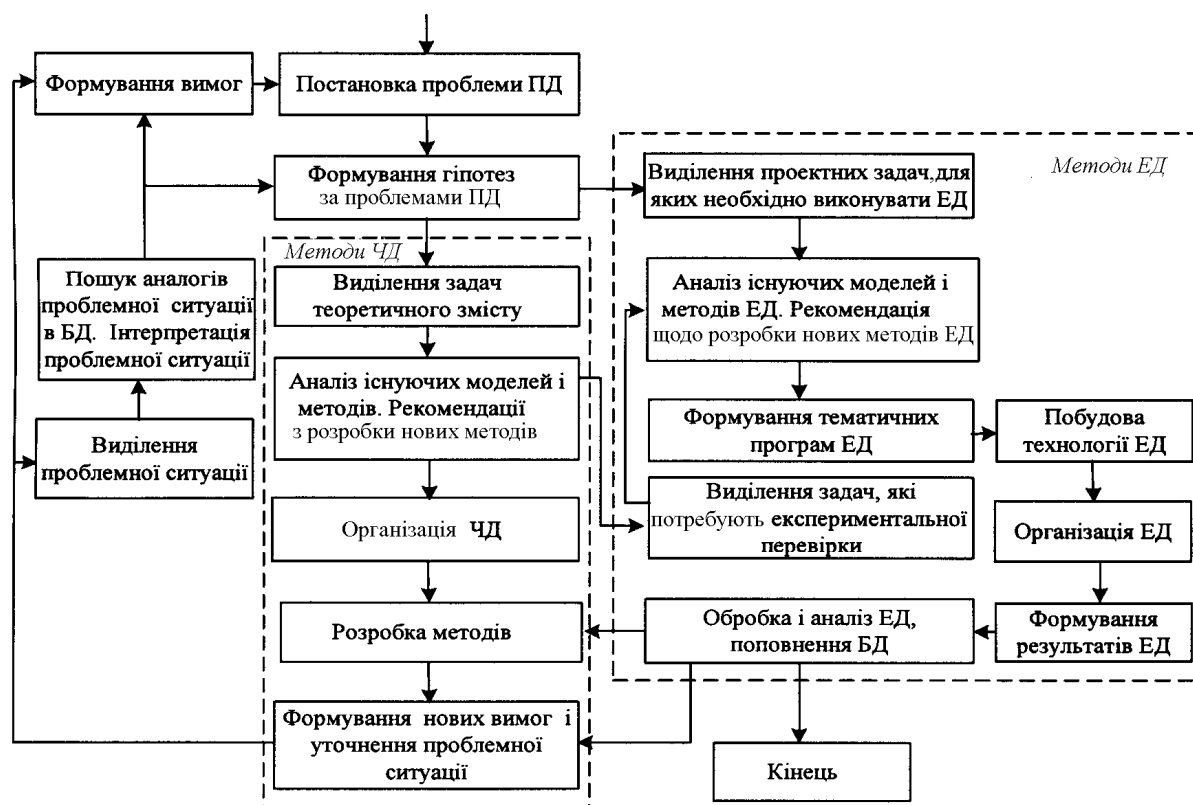 Формування вимог
Постановка проблеми ПД
Формування гіпотез
за проблемами ПД
Методи ЕД
Виділення проектних задач,для
яких необхідно виконувати ЕД
Методи ЧД
Пошук аналогів
проблемної ситуації
в БД. Інтерпретація
проблемної ситуації
Виділення задач
теоретичного змісту
Аналіз існуючих моделей і
методів ЕД. Рекомендація
щодо розробки нових методів ЕД
Аналіз існуючих моделей і
методів. Рекомендації
з розробки нових методів
Виділення
проблемної ситуації
Формування тематичних
програм ЕД
Побудова
технології ЕД
Організація ЧД
Виділення задач, які
потребують експериментальної
перевірки
Організація ЕД
Розробка методів
Обробка і аналіз ЕД,
поповнення БД
Формування
результатів ЕД
Формування нових вимог і
уточнення проблемної
ситуації
Кінець